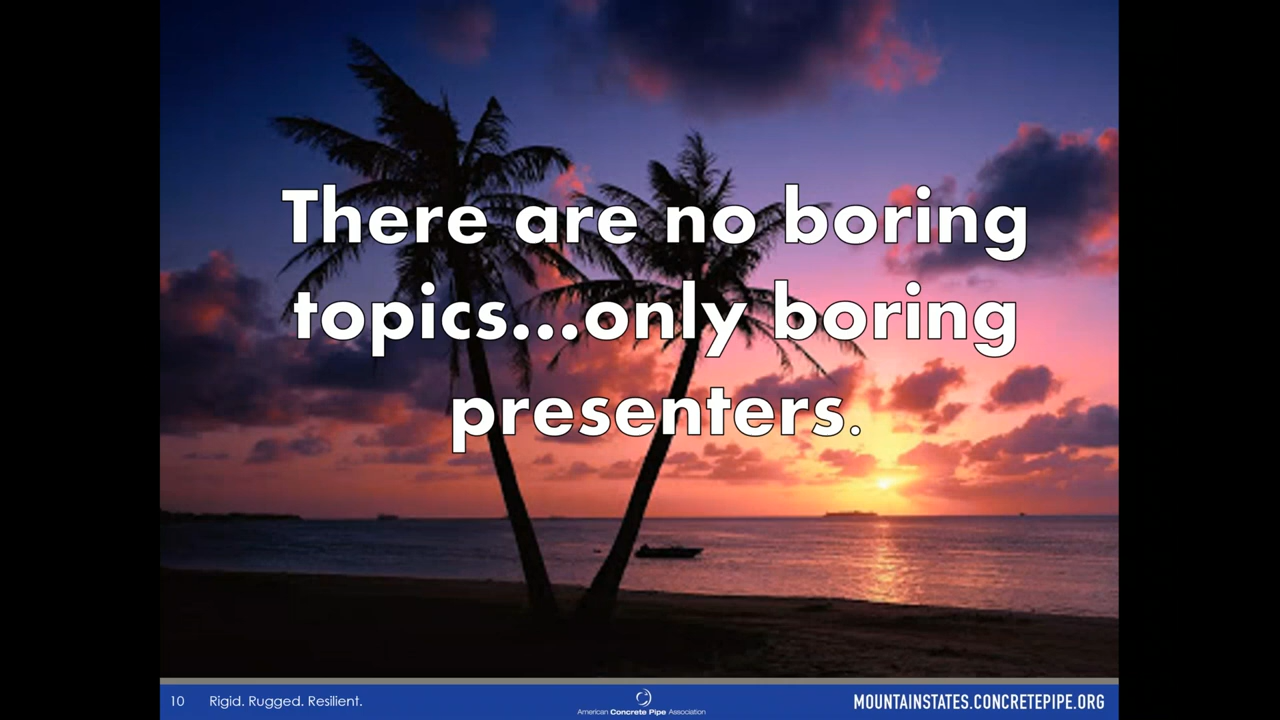 There are no boring
topics...only boring
presenters.
10 Rigid. Rugged. Resilient.
American Concrete Pipe Association
MOUNTAINSTATES.CONCRETEPIPE.ORG